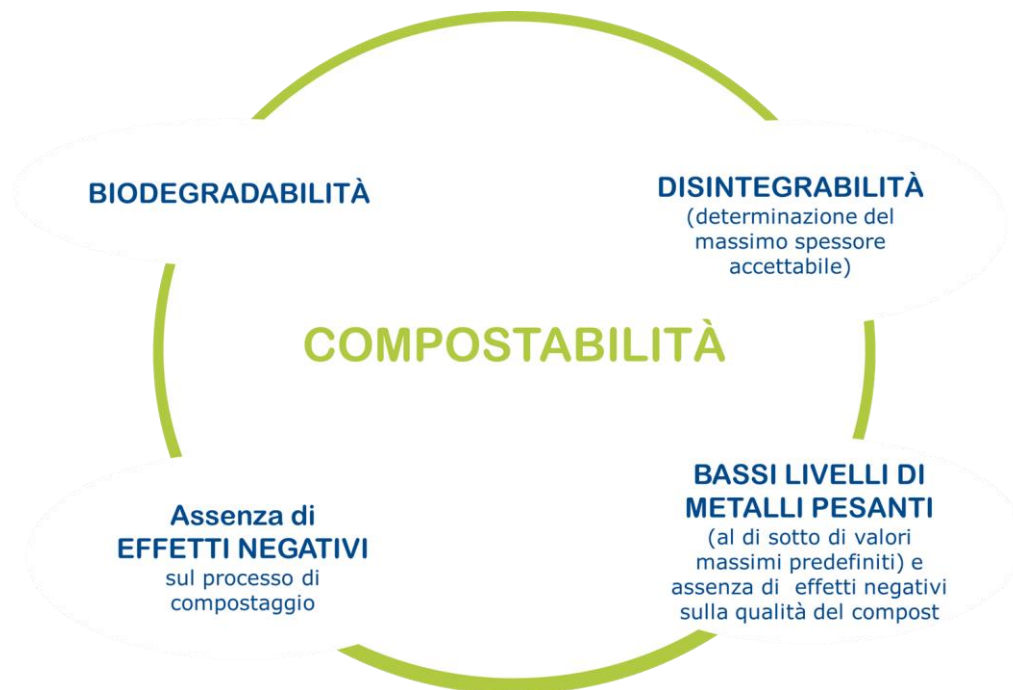 BIODEGRADABILITÀ
DISINTEGRABILITÀ
(determinazione del
massimo spessore
accettabile)
COMPOSTABILITÀ
Assenza di
EFFETTI NEGATIVI
sul processo di
compostaggio
BASSI LIVELLI DI
METALLI PESANTI
(al di sotto di valori
massimi predefiniti) e
assenza di effetti negativi
sulla qualità del compost